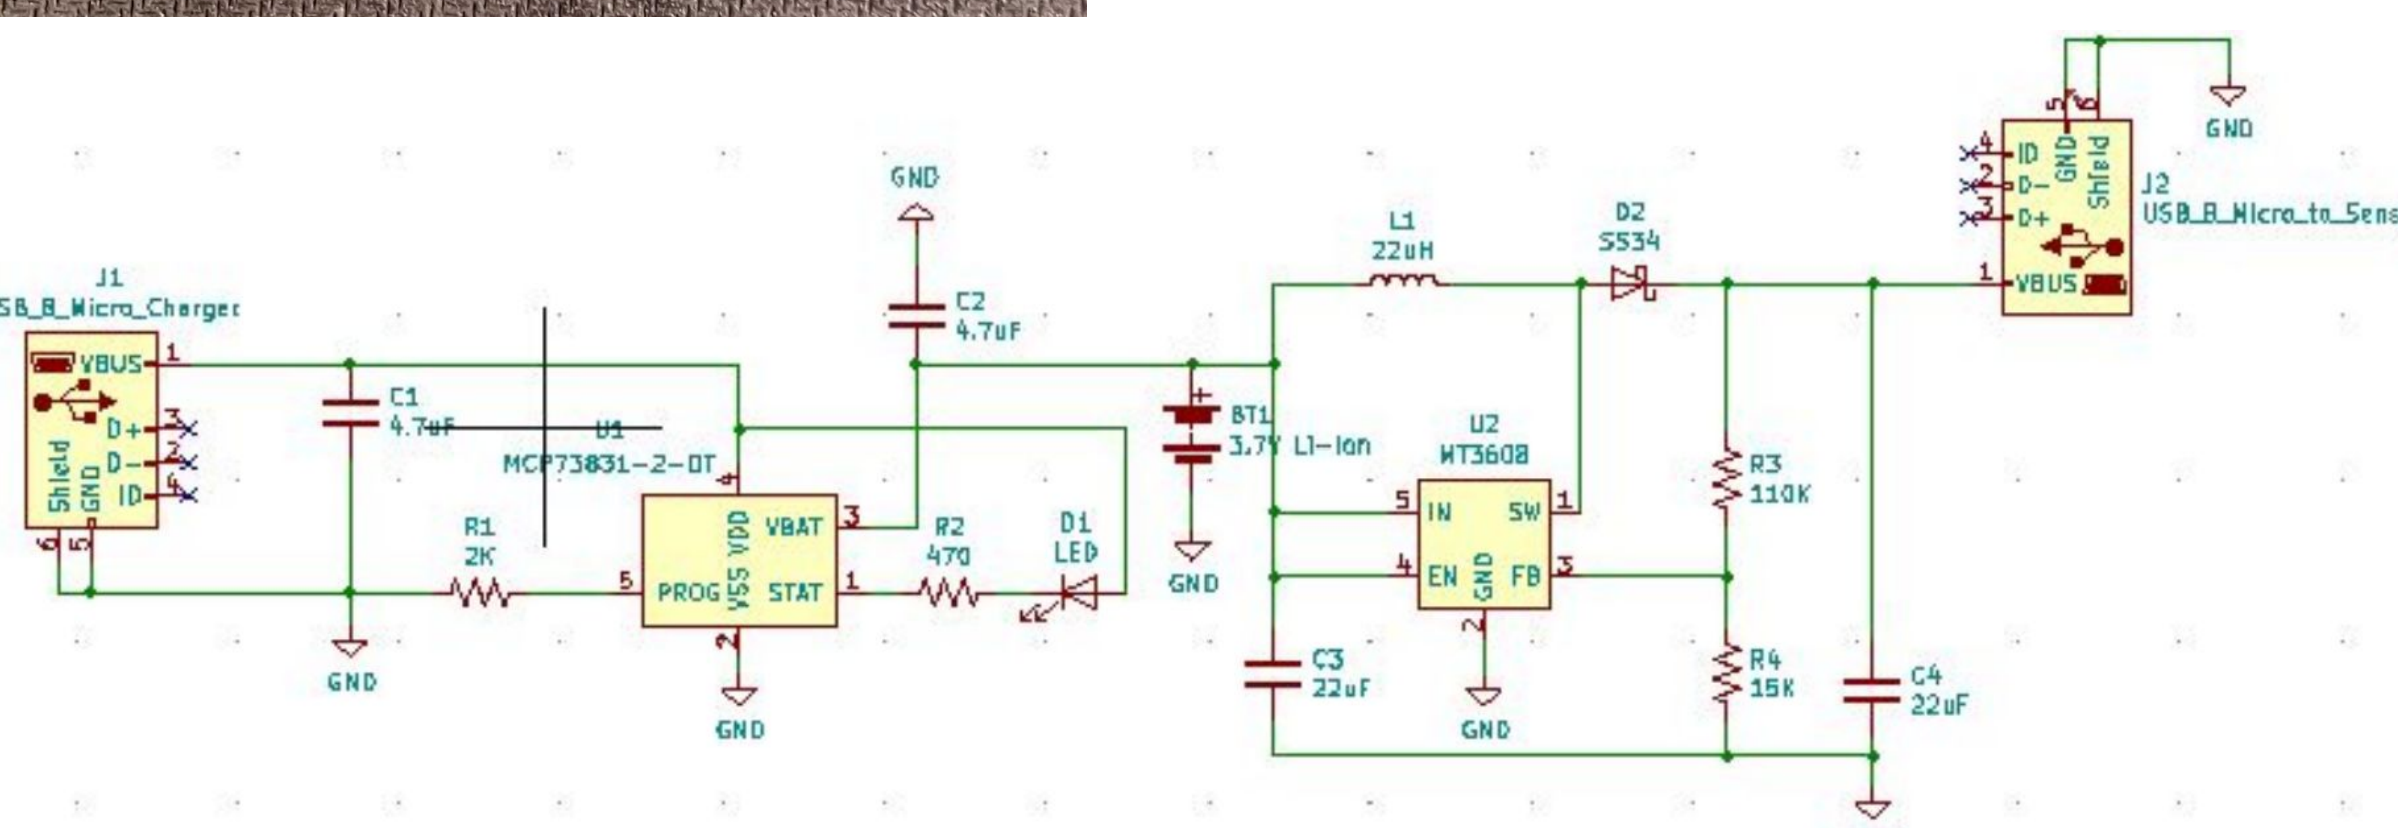 J1
SB_B_Micro_Charger
VBUS
1
D+
3
D-
2
ID
4
Shield
GND
6
5
C1
4.7uF
GND
R1
2K
U1
MCP73831-2-OT
4
VDD
VBAT
3
5
PROG
VSS
STAT
1
2
GND
GND
C2
4.7uF
R2
470
D1
LED
BT1
3.7V Li-Ion
GND
L1
22uH
D2
SS34
U2
MT3608
5
IN
SW
1
4
EN
GND
FB
3
2
GND
C3
22uF
R3
110K
R4
15K
C4
22uF
5
6
GND
4
ID
GND
Shield
2
D-
3
D+
1
VBUS
J2
USB_B_Micro_to_Sens